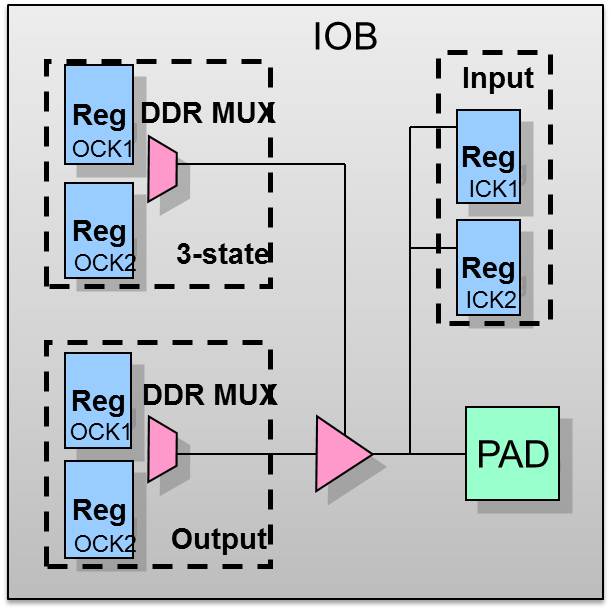 IOB
Reg
OCK1
DDR MUX
Reg
OCK2
3-state
Input
Reg
ICK1
Reg
ICK2
Reg
OCK1
DDR MUX
Reg
OCK2
Output
PAD